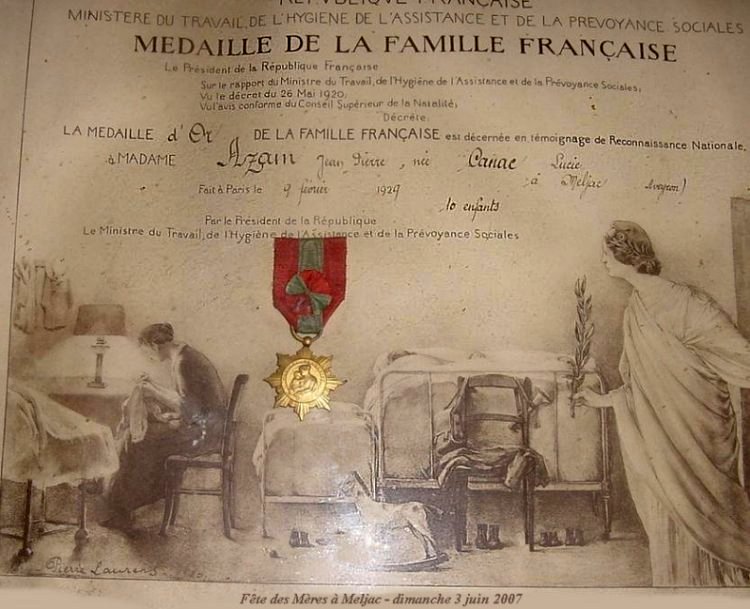 REPUBLIQUE FRANÇAISE
MINISTERE DU TRAVAIL, DE L'HYGIENE DE L'ASSISTANCE ET DE LA PREVOYANCE SOCIALES
MEDAILLE DE LA FAMILLE FRANÇAISE
Le Président de la République Française
Sur le rapport du Ministre du Travail, de l'Hygiène de l'Assistance et de la Prévoyance Sociales,
Vu le décret du 26 Mai 1920,
Vu l'avis conforme du Conseil Supérieur de la Natalité,
Décrète:
LA MEDAILLE d'Or DE LA FAMILLE FRANÇAISE est décernée en témoignage de Reconnaissance Nationale,
à MADAME Azam Jean Pierre, née Canac Lucie
à Meljac Aveyron)
Fait à Paris le 9 février 1929
10 enfants
Par le Président de la République
Le Ministre du Travail, de l'Hygiène de l'Assistance et de la Prévoyance Sociales
Pierre Laurens
Fête des Mères à Meljac - dimanche 3 juin 2007